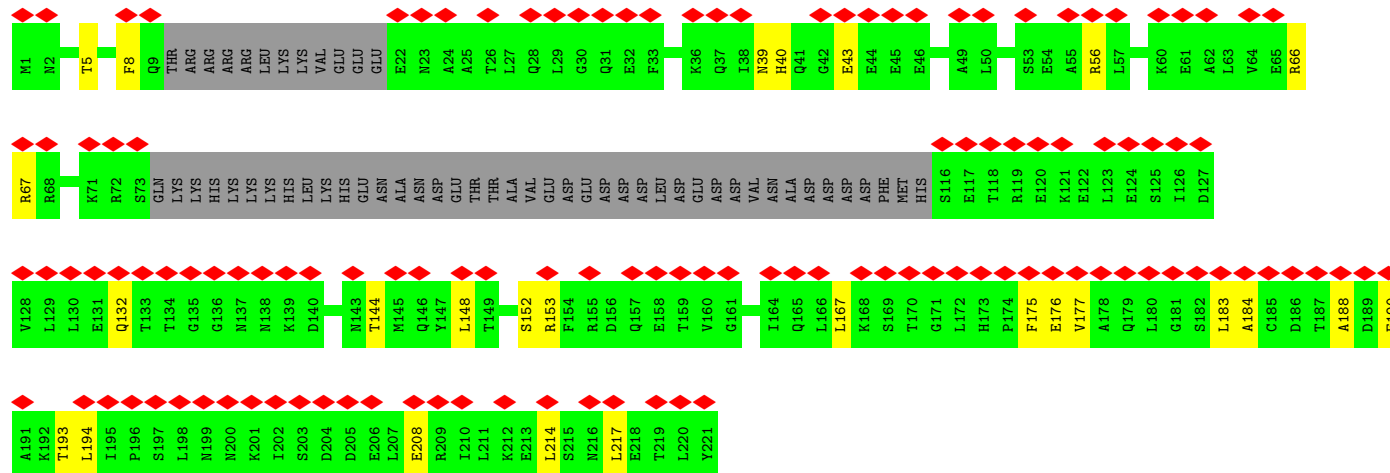 M1 N2 T5 F8 Q9 THR ARG ARG ARG ARG LEU LYS LYS VAL GLU GLU GLU E22 N23 A24 A25 T26 L27 Q28 L29 G30 Q31 E32 F33 K36 Q37 I38 N39 H40 Q41 G42 E43 E44 E45 E46 A49 L50 S53 E54 A55 R56 L57 K60 E61 A62 L63 V64 E65 R66
R67 R68 K71 R72 S73 GLN LYS LYS HIS LYS LYS LYS HIS LEU LYS HIS GLU ASN ALA ASN ASP GLU THR THR ALA VAL GLU ASP GLU ASP ASP ASP LEU ASP GLU ASP ASP VAL ASN ALA ASP ASP ASP ASP PHE MET HIS S116 E117 T118 R119 E120 K121 E122 L123 E124 S125 I126 D127
V128 L129 L130 E131 Q132 T133 T134 G135 G136 N137 N138 K139 D140 N143 T144 M145 Q146 Y147 L148 T149 S152 R153 F154 R155 D156 Q157 E158 T159 V160 G161 I164 Q165 L166 L167 K168 S169 T170 G171 L172 H173 P174 F175 E176 V177 A178 Q179 L180 G181 S182 L183 A184 C185 D186 T187 A188 D189
A191 K192 T193 L194 I195 P196 S197 L198 N199 N200 K201 I202 S203 D204 D205 E206 L207 E208 R209 I210 L211 K212 E213 L214 S215 N216 L217 E218 T219 L220 Y221